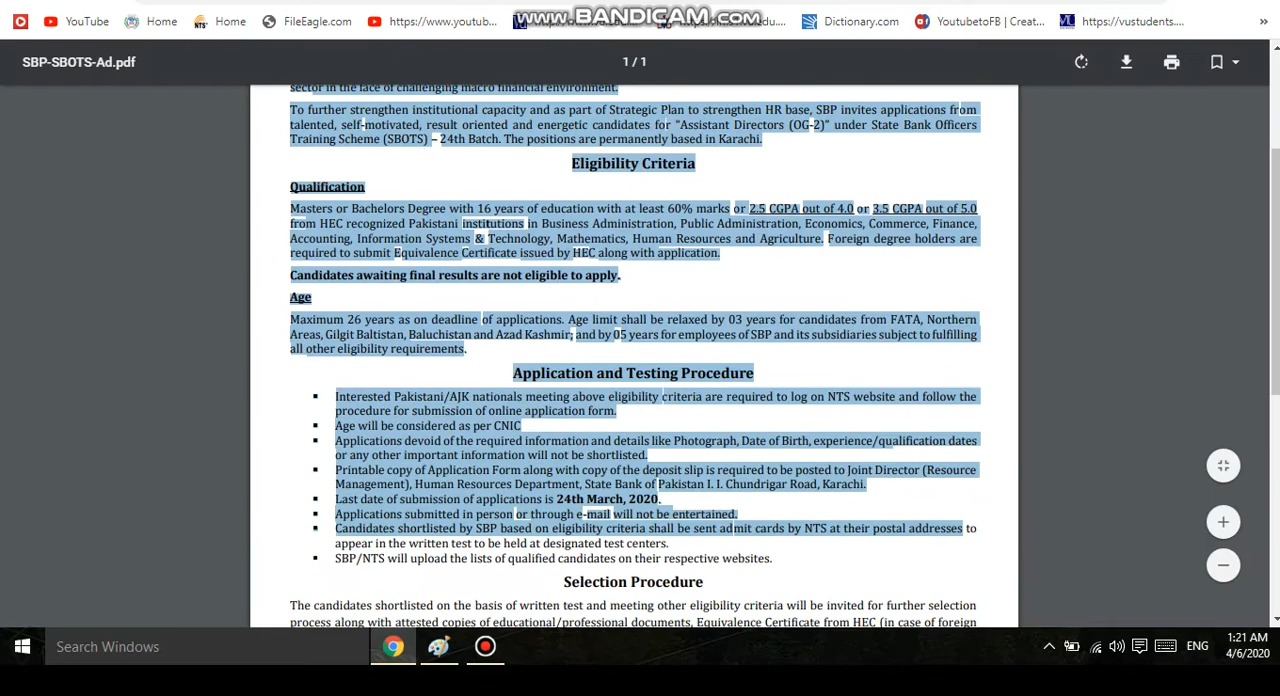 YouTube Home Home FileEagle.com https://www.youtub... Dictionary.com YoutubetoFB | Creat... https://vustudents.... »
www.BANDICAM.com
SBP-SBOTS-Ad.pdf 1 / 1
sector in the face of challenging macro financial environment.
To further strengthen institutional capacity and as part of Strategic Plan to strengthen HR base, SBP invites applications from
talented, self-motivated, result oriented and energetic candidates for “Assistant Directors (OG-2)” under State Bank Officers
Training Scheme (SBOTS) – 24th Batch. The positions are permanently based in Karachi.
Eligibility Criteria
Qualification
Masters or Bachelors Degree with 16 years of education with at least 60% marks or 2.5 CGPA out of 4.0 or 3.5 CGPA out of 5.0
from HEC recognized Pakistani institutions in Business Administration, Public Administration, Economics, Commerce, Finance,
Accounting, Information Systems & Technology, Mathematics, Human Resources and Agriculture. Foreign degree holders are
required to submit Equivalence Certificate issued by HEC along with application.
Candidates awaiting final results are not eligible to apply.
Age
Maximum 26 years as on deadline of applications. Age limit shall be relaxed by 03 years for candidates from FATA, Northern
Areas, Gilgit Baltistan, Baluchistan and Azad Kashmir; and by 05 years for employees of SBP and its subsidiaries subject to fulfilling
all other eligibility requirements.
Application and Testing Procedure
▪ Interested Pakistani/AJK nationals meeting above eligibility criteria are required to log on NTS website and follow the
procedure for submission of online application form.
▪ Age will be considered as per CNIC
▪ Applications devoid of the required information and details like Photograph, Date of Birth, experience/qualification dates
or any other important information will not be shortlisted.
▪ Printable copy of Application Form along with copy of the deposit slip is required to be posted to Joint Director (Resource
Management), Human Resources Department, State Bank of Pakistan I. I. Chundrigar Road, Karachi.
▪ Last date of submission of applications is 24th March, 2020.
▪ Applications submitted in person or through e-mail will not be entertained.
▪ Candidates shortlisted by SBP based on eligibility criteria shall be sent admit cards by NTS at their postal addresses to
appear in the written test to be held at designated test centers.
▪ SBP/NTS will upload the lists of qualified candidates on their respective websites.
Selection Procedure
The candidates shortlisted on the basis of written test and meeting other eligibility criteria will be invited for further selection
process along with attested copies of educational/professional documents, Equivalence Certificate from HEC (in case of foreign
Search Windows ENG 1:21 AM
4/6/2020